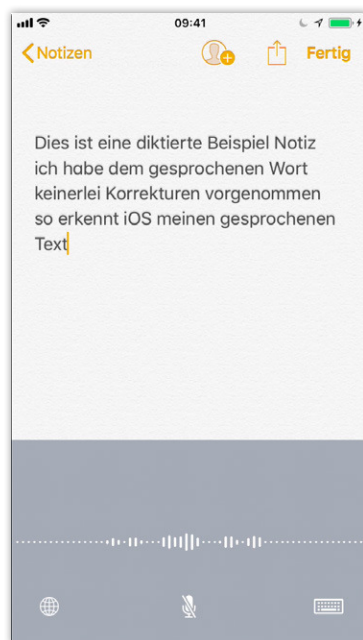 09:41
Notizen
Fertig
Dies ist eine diktierte Beispiel Notiz
ich habe dem gesprochenen Wort
keinerlei Korrekturen vorgenommen
so erkennt iOS meinen gesprochenen
Text